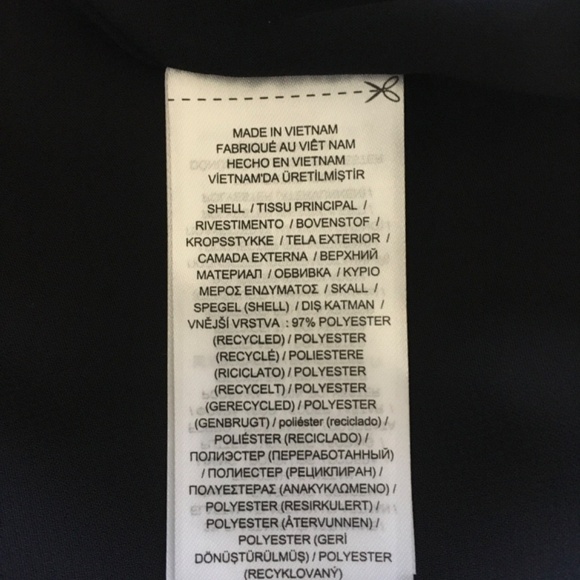 MADE IN VIETNAM
FABRIQUÉ AU VIÊT NAM
HECHO EN VIETNAM
VİETNAM'DA ÜRETİLMİŞTİR
SHELL / TISSU PRINCIPAL /
RIVESTIMENTO / BOVENSTOF /
KROPSSTYKKE / TELA EXTERIOR /
CAMADA EXTERNA / ВЕРХНИЙ
МАТЕРИАЛ / ОБВИВКА / ΚΥΡΙΟ
ΜΕΡΟΣ ΕΝΔΥΜΑΤΟΣ / SKALL /
SPEGEL (SHELL) / DIŞ KATMAN /
VNĚJŠÍ VRSTVA : 97% POLYESTER
(RECYCLED) / POLYESTER
(RECYCLÉ) / POLIESTERE
(RICICLATO) / POLYESTER
(RECYCELT) / POLYESTER
(GERECYCLED) / POLYESTER
(GENBRUGT) / poliéster (reciclado) /
POLIÉSTER (RECICLADO) /
ПОЛИЭСТЕР (ПЕРЕРАБОТАННЫЙ)
/ ПОЛИЕСТЕР (РЕЦИКЛИРАН) /
ΠΟΛΥΕΣΤΕΡΑΣ (ΑΝΑΚΥΚΛΩΜΕΝΟ) /
POLYESTER (RESIRKULERT) /
POLYESTER (ÅTERVUNNEN) /
POLYESTER (GERİ
DÖNÜŞTÜRÜLMÜŞ) / POLYESTER
(RECYKLOVANÝ)